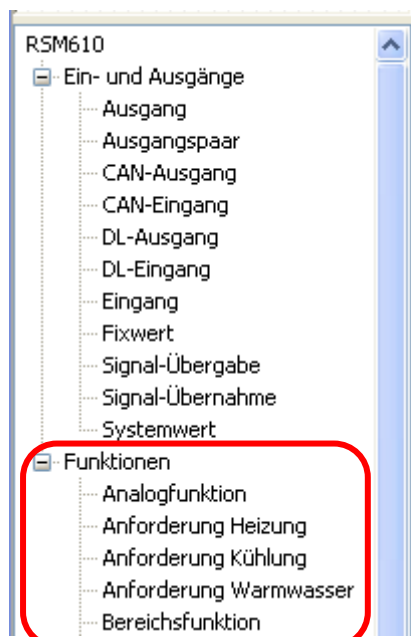 RSM610
Ein- und Ausgänge
Ausgang
Ausgangspaar
CAN-Ausgang
CAN-Eingang
DL-Ausgang
DL-Eingang
Eingang
Fixwert
Signal-Übergabe
Signal-Übernahme
Systemwert
Funktionen
Analogfunktion
Anforderung Heizung
Anforderung Kühlung
Anforderung Warmwasser
Bereichsfunktion